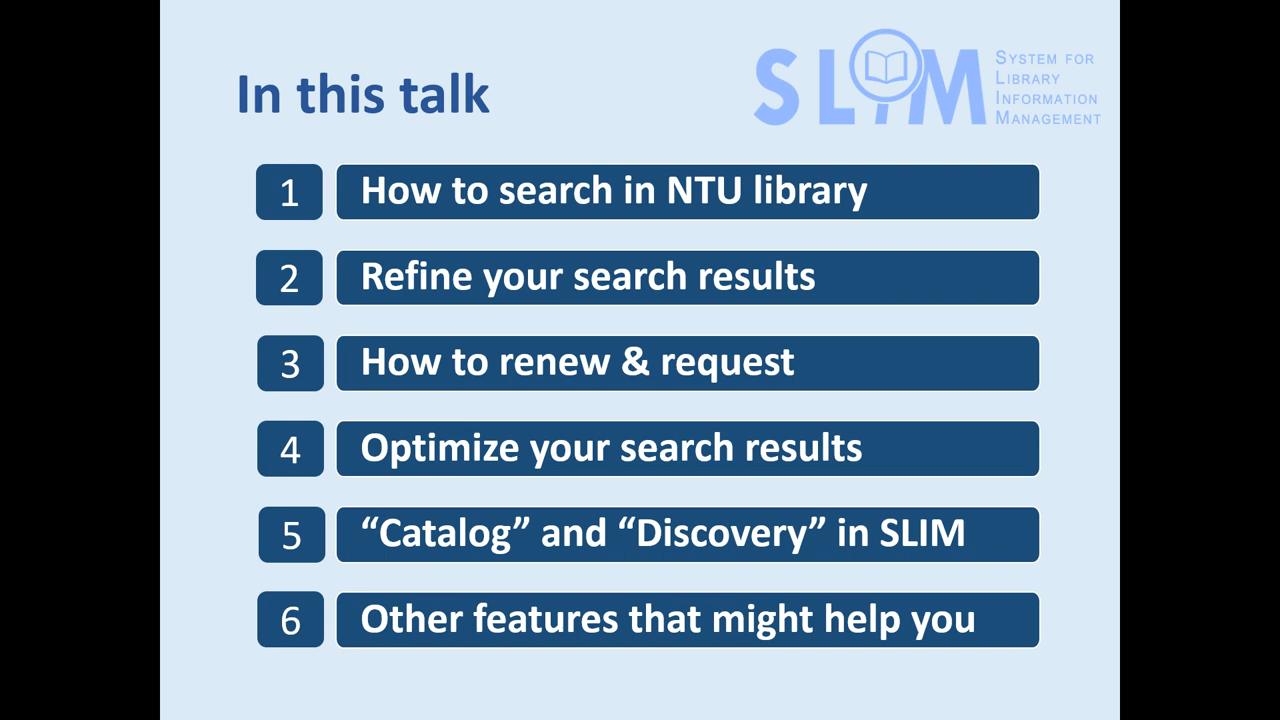 In this talk
SLIM
SYSTEM FOR
LIBRARY
INFORMATION
MANAGEMENT
1
How to search in NTU library
2
Refine your search results
3
How to renew & request
4
Optimize your search results
5
“Catalog” and “Discovery” in SLIM
6
Other features that might help you